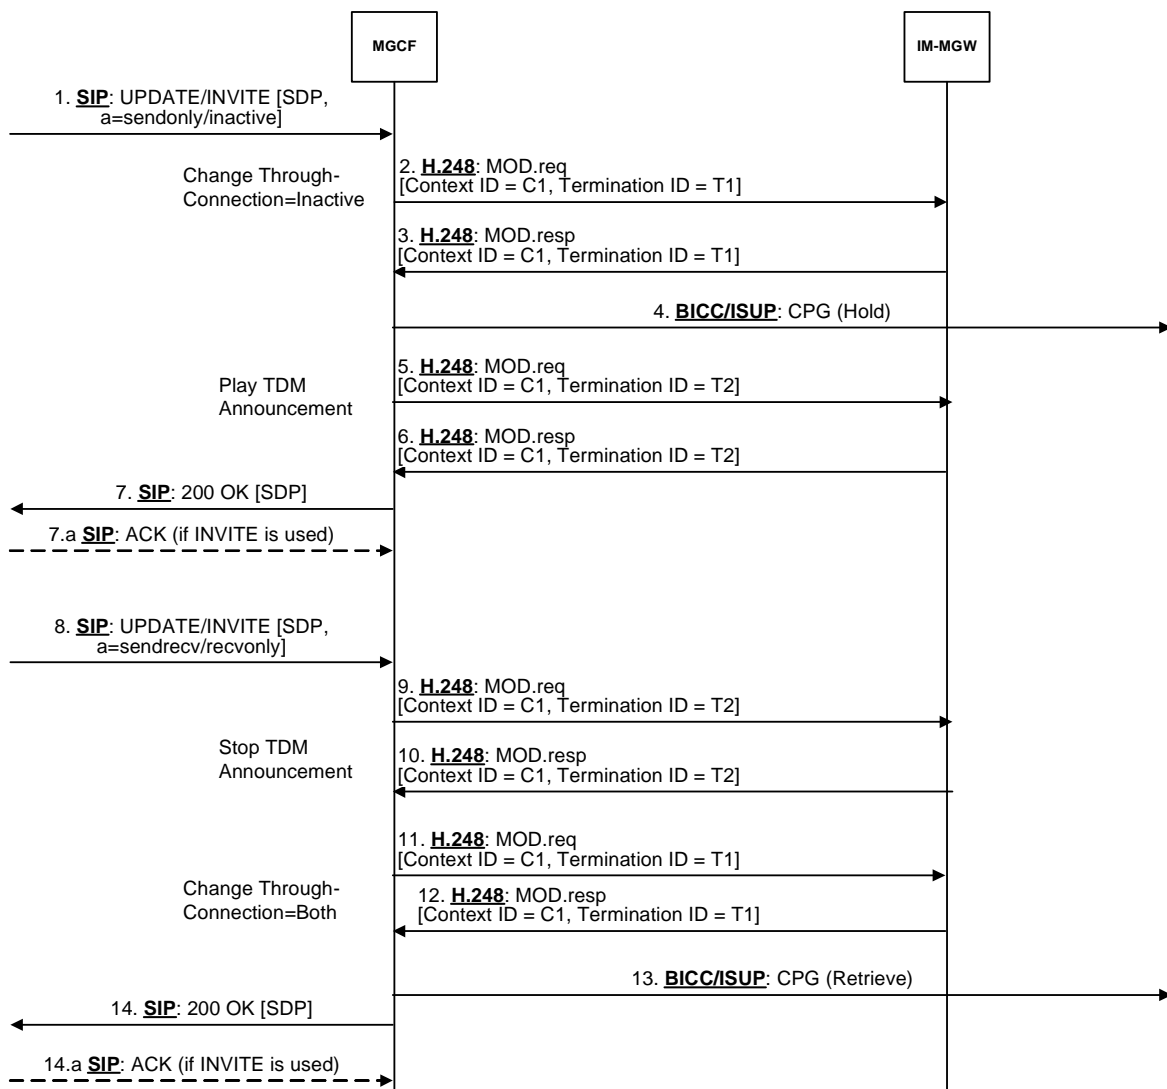 MGCF
IM-MGW
1. SIP: UPDATE/INVITE [SDP,
a=sendonly/inactive]
Change Through-
Connection=Inactive
2. H.248: MOD.req
[Context ID = C1, Termination ID = T1]
3. H.248: MOD.resp
[Context ID = C1, Termination ID = T1]
4. BICC/ISUP: CPG (Hold)
Play TDM
Announcement
5. H.248: MOD.req
[Context ID = C1, Termination ID = T2]
6. H.248: MOD.resp
[Context ID = C1, Termination ID = T2]
7. SIP: 200 OK [SDP]
7.a SIP: ACK (if INVITE is used)
8. SIP: UPDATE/INVITE [SDP,
a=sendrecv/recvonly]
9. H.248: MOD.req
[Context ID = C1, Termination ID = T2]
Stop TDM
Announcement
10. H.248: MOD.resp
[Context ID = C1, Termination ID = T2]
11. H.248: MOD.req
[Context ID = C1, Termination ID = T1]
Change Through-
Connection=Both
12. H.248: MOD.resp
[Context ID = C1, Termination ID = T1]
13. BICC/ISUP: CPG (Retrieve)
14. SIP: 200 OK [SDP]
14.a SIP: ACK (if INVITE is used)